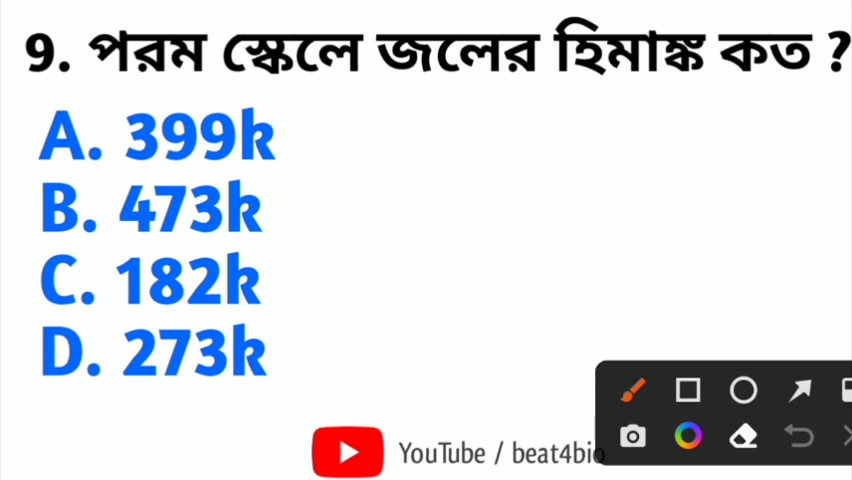 9. পরম স্কেলে জলের হিমাঙ্ক কত ?
A. 399k
B. 473k
C. 182k
D. 273k
YouTube / beat4bio